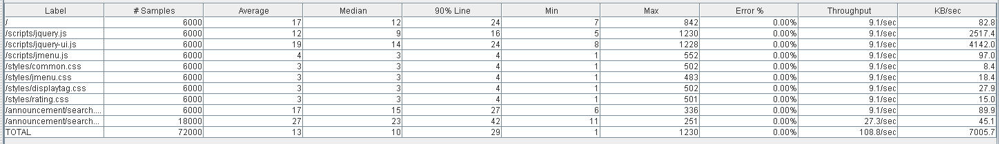 Label # Samples Average Median 90% Line Min Max Error % Throughput KB/sec
/ 6000 17 12 24 7 842 0.00% 9.1/sec 82.8
/scripts/jquery.js 6000 12 9 16 5 1230 0.00% 9.1/sec 2517.4
/scripts/jquery-ui.js 6000 19 14 24 8 1228 0.00% 9.1/sec 4142.0
/scripts/jmenu.js 6000 4 3 4 1 552 0.00% 9.1/sec 97.0
/styles/common.css 6000 3 3 4 1 502 0.00% 9.1/sec 8.4
/styles/jmenu.css 6000 3 3 4 1 483 0.00% 9.1/sec 18.4
/styles/displaytag.css 6000 3 3 4 1 502 0.00% 9.1/sec 27.9
/styles/rating.css 6000 3 3 4 1 501 0.00% 9.1/sec 15.0
/announcement/search.... 6000 17 15 27 6 336 0.00% 9.1/sec 89.9
/announcement/search... 18000 27 23 42 11 251 0.00% 27.3/sec 45.1
TOTAL 72000 13 10 29 1 1230 0.00% 108.8/sec 7005.7